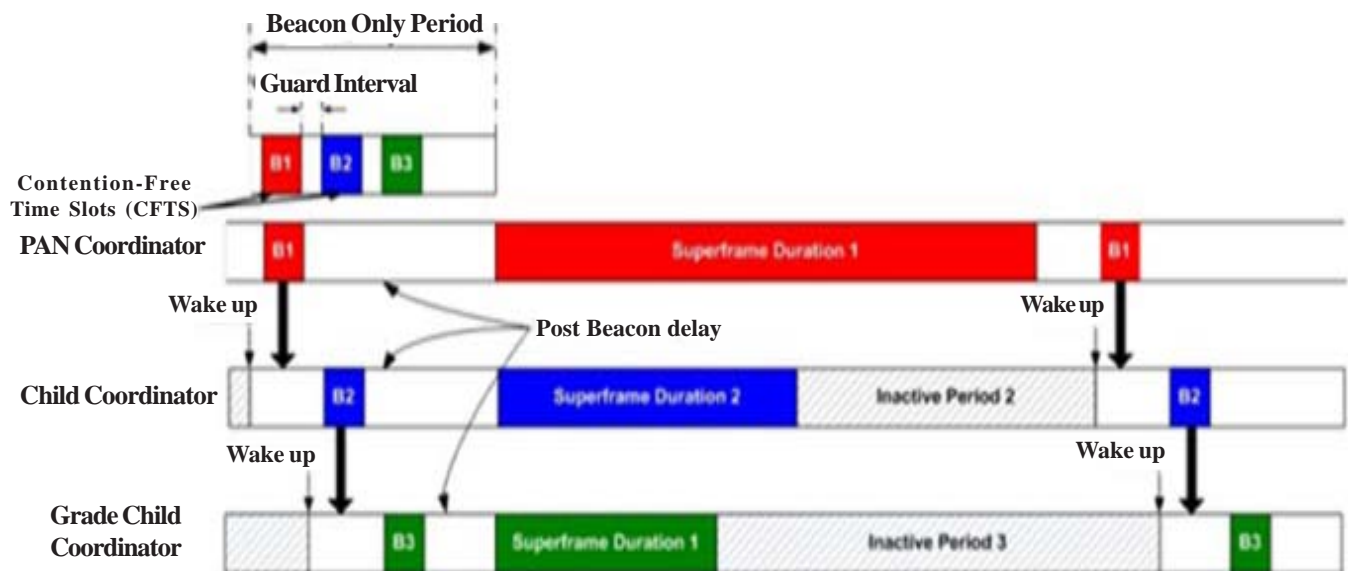 Beacon Only Period
Guard Interval
B1 B2 B3
Contention-Free
Time Slots (CFTS)
PAN Coordinator
B1 Superframe Duration 1 B1
Wake up Wake up
Post Beacon delay
Child Coordinator
B2 Superframe Duration 2 Inactive Period 2 B2
Wake up Wake up
Grade Child
Coordinator
B3 Superframe Duration 1 Inactive Period 3 B3